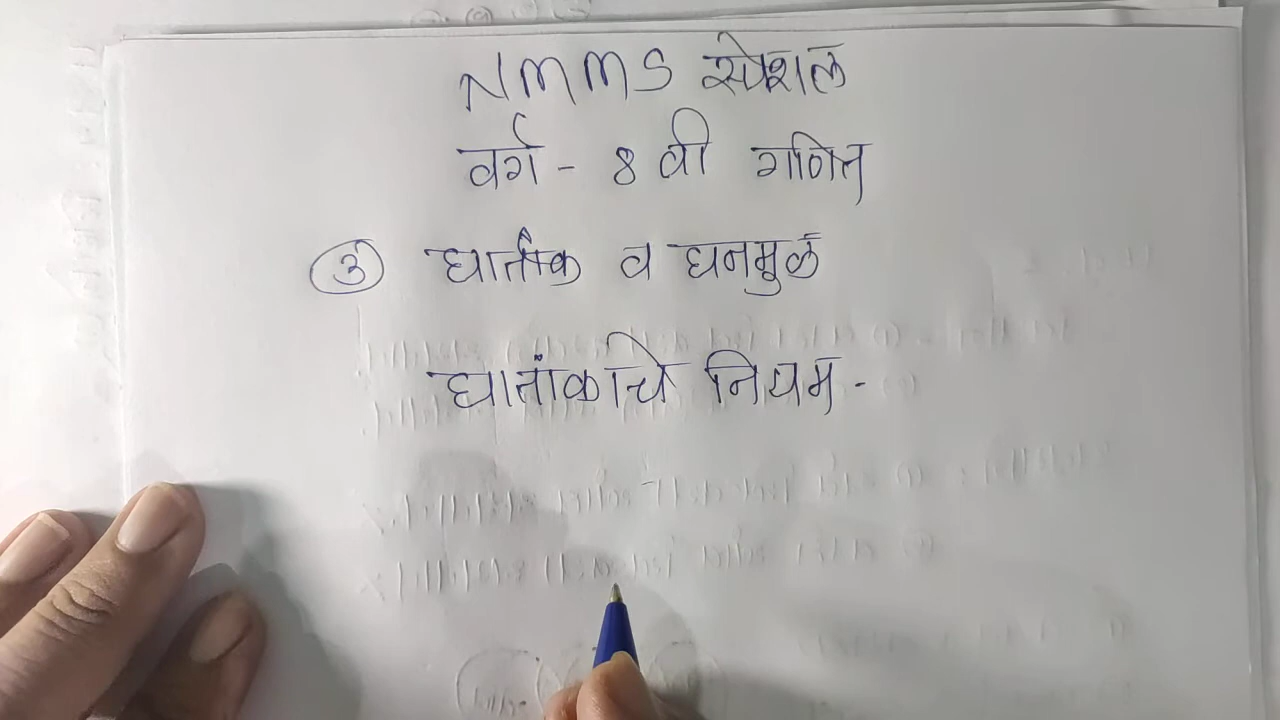 NMMS स्पेशल
वर्ग - 8 वी गणित
③ घातांक व घनमुळ
घातांकाचे नियम -